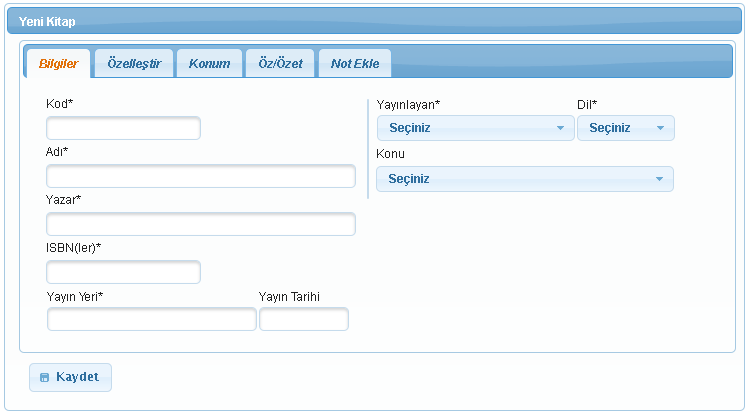 Yeni Kitap
Bilgiler Özelleştir Konum Öz/Özet Not Ekle
Kod*
Adı*
Yazar*
ISBN(ler)*
Yayın Yeri* Yayın Tarihi
Yayınlayan* Dil*
Seçiniz Seçiniz
Konu
Seçiniz
Kaydet